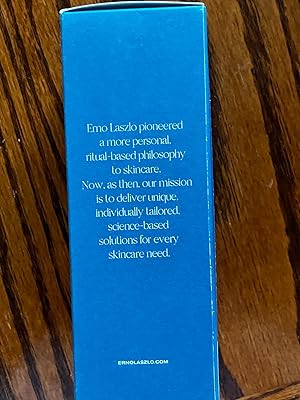 Erno Laszlo pioneered
a more personal,
ritual-based philosophy
to skincare.
Now, as then, our mission
is to deliver unique,
individually tailored,
science-based
solutions for every
skincare need.
ERNOLASZLO.COM